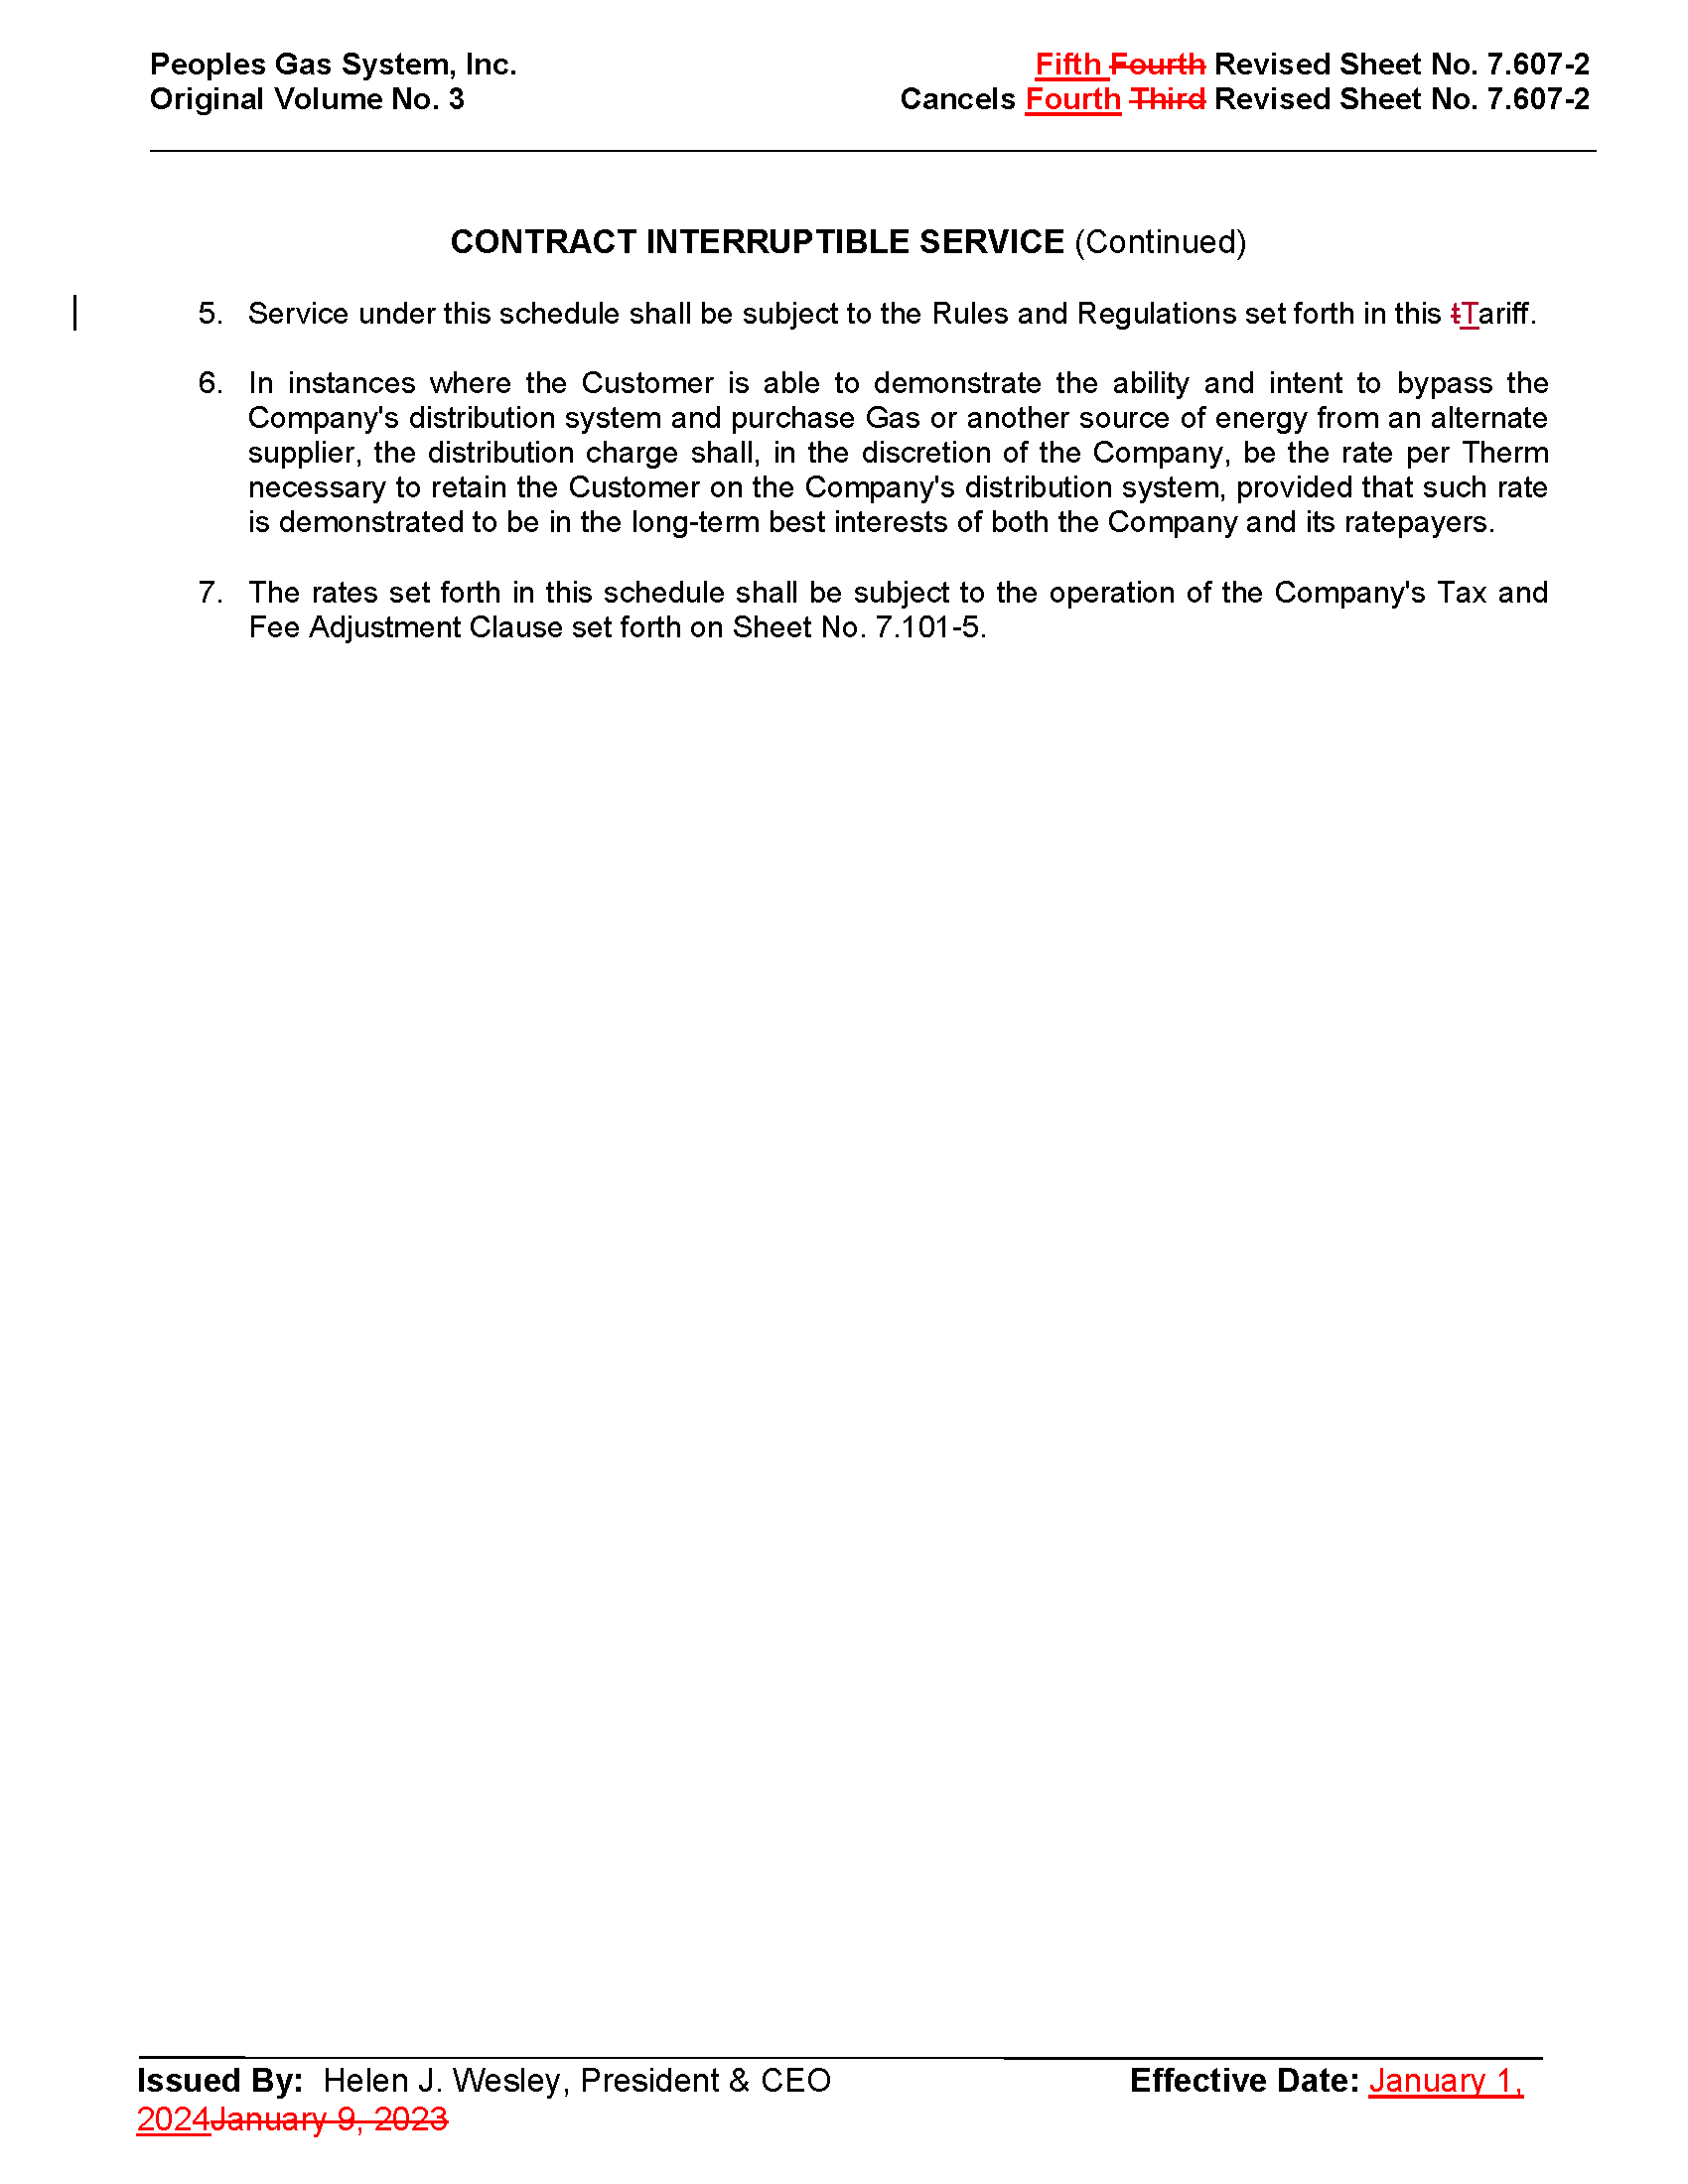 Peoples Gas System, Inc.
Fifth Fourth Revised Sheet No. 7.607-2
Original Volume No. 3
Cancels Fourth Third Revised Sheet No. 7.607-2
CONTRACT INTERRUPTIBLE SERVICE (Continued)
5. Service under this schedule shall be subject to the Rules and Regulations set forth in this tTariff.
6. In instances where the Customer is able to demonstrate the ability and intent to bypass the
Company's distribution system and purchase Gas or another source of energy from an alternate
supplier, the distribution charge shall, in the discretion of the Company, be the rate per Therm
necessary to retain the Customer on the Company's distribution system, provided that such rate
is demonstrated to be in the long-term best interests of both the Company and its ratepayers.
7. The rates set forth in this schedule shall be subject to the operation of the Company's Tax and
Fee Adjustment Clause set forth on Sheet No. 7.101-5.
Issued By: Helen J. Wesley, President & CEO
Effective Date: January 1,
2024January 9, 2023